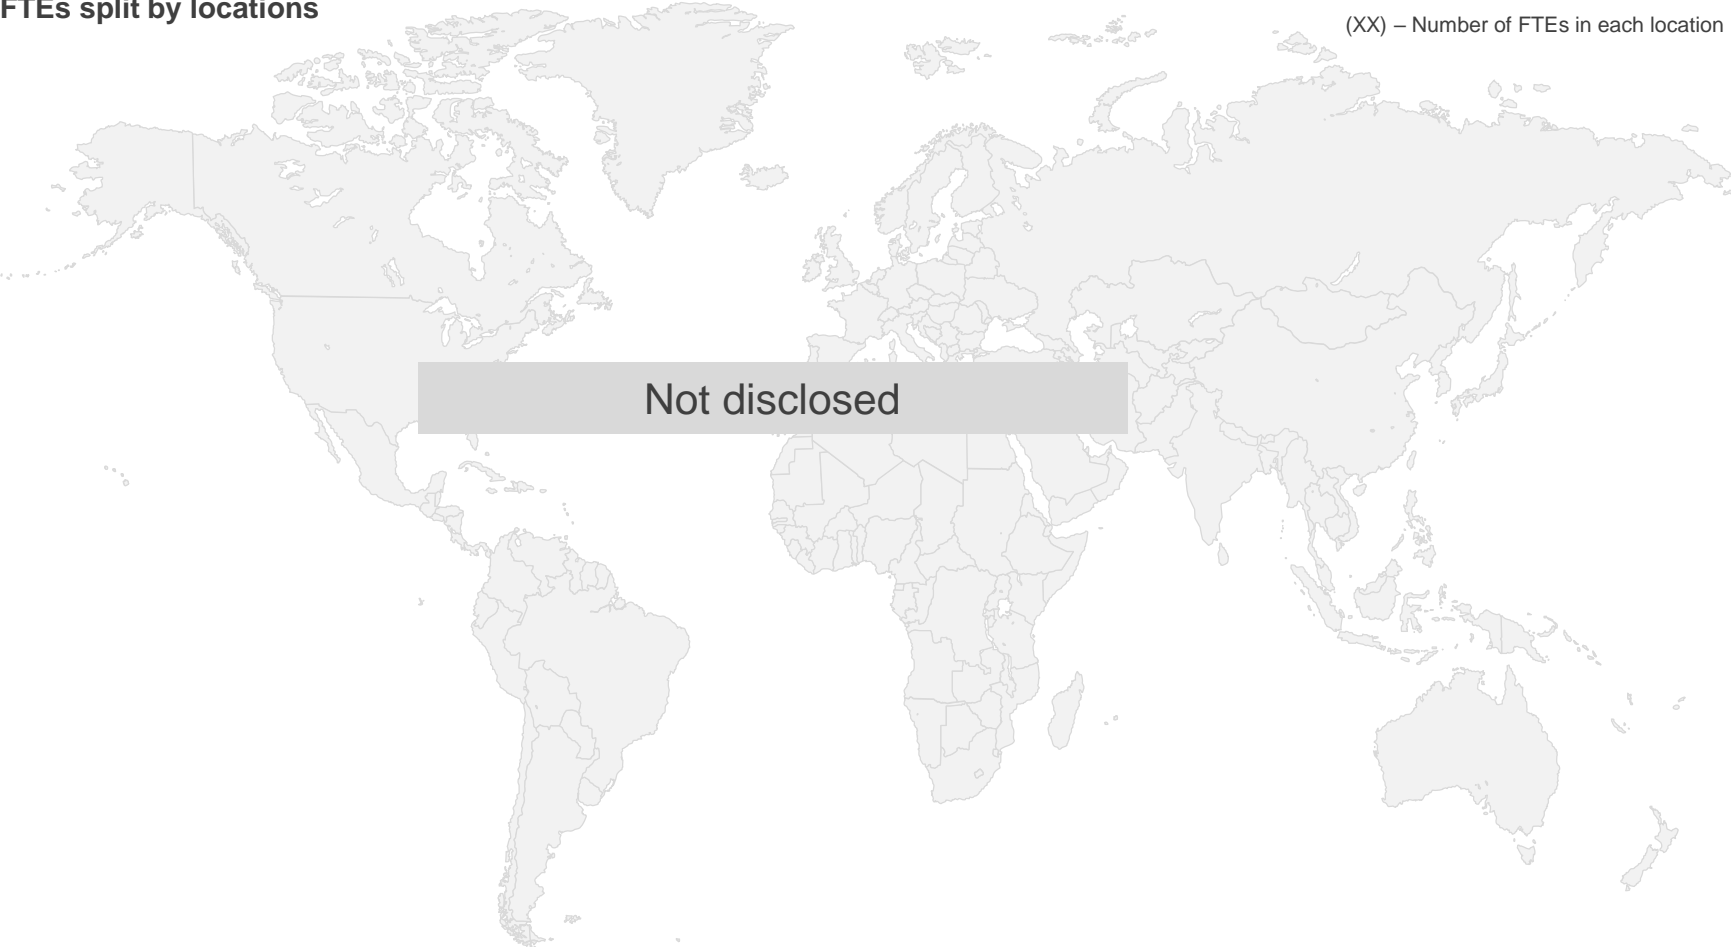 FTEs split by locations
(XX) – Number of FTEs in each location
Not disclosed